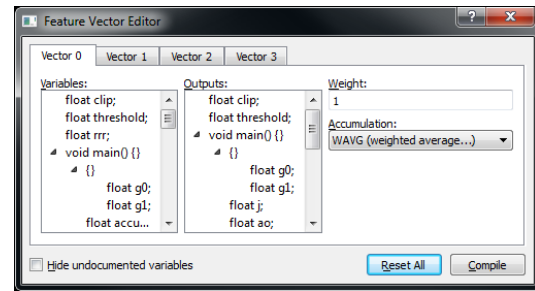 Feature Vector Editor
?
x
Vector 0
Vector 1
Vector 2
Vector 3
Variables:
float clip;
float threshold;
float rrr;
void main() {}
{}
float g0;
float g1;
float accu...
Outputs:
float clip;
float threshold;
void main() {}
{}
float g0;
float g1;
float j;
float ao;
Weight:
1
Accumulation:
WAVG (weighted average...)
Hide undocumented variables
Reset All
Compile